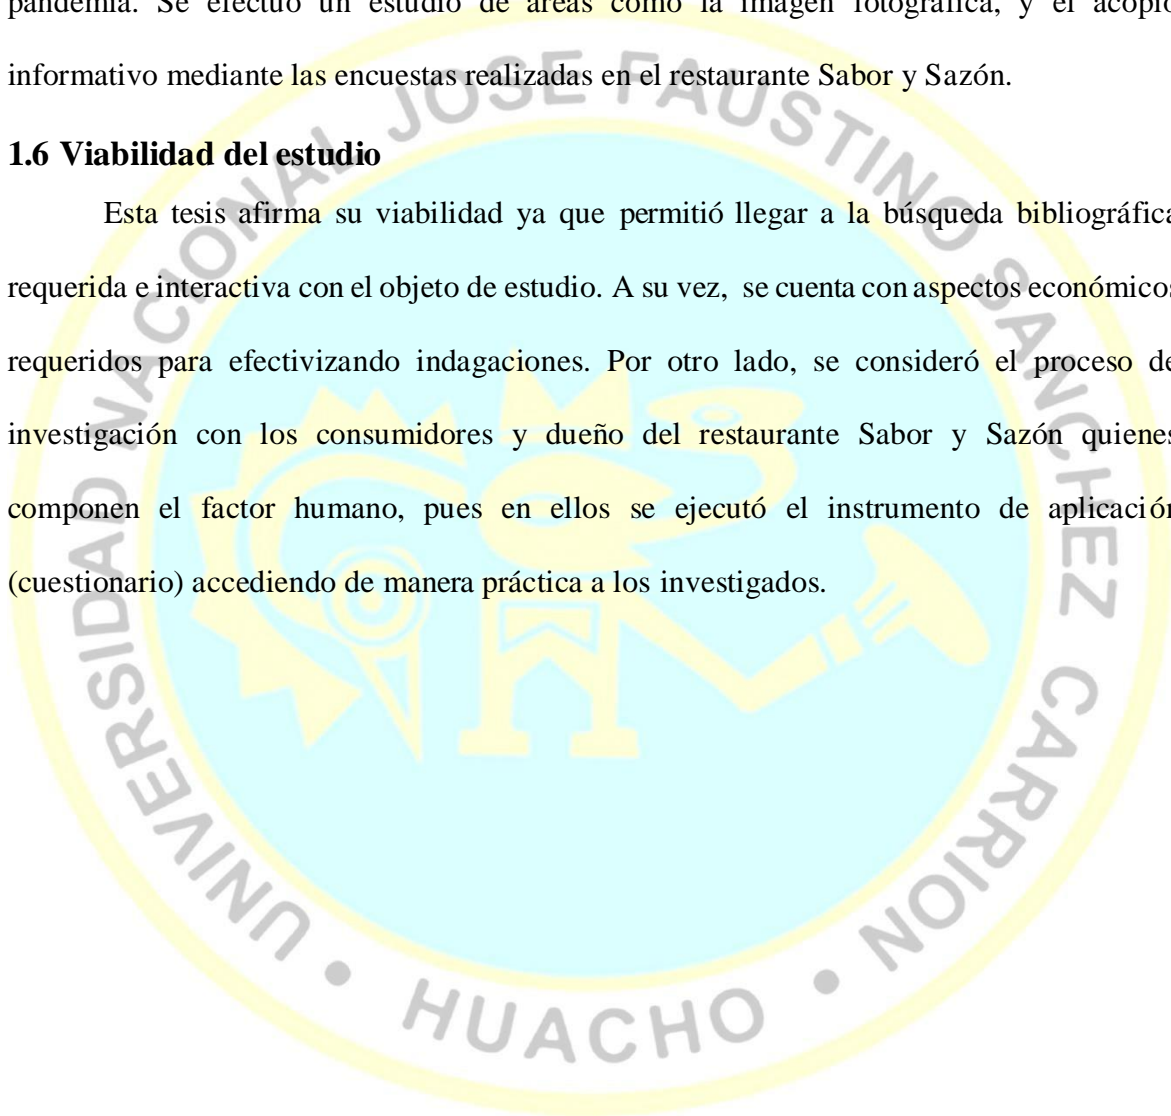 pandemia. Se efectuó un estudio de áreas como la imagen fotográfica, y el acopio
informativo mediante las encuestas realizadas en el restaurante Sabor y Sazón.
1.6 Viabilidad del estudio
Esta tesis afirma su viabilidad ya que permitió llegar a la búsqueda bibliográfica
requerida e interactiva con el objeto de estudio. A su vez, se cuenta con aspectos económicos
requeridos para efectivizando indagaciones. Por otro lado, se consideró el proceso de
investigación con los consumidores y dueño del restaurante Sabor y Sazón quienes
componen el factor humano, pues en ellos se ejecutó el instrumento de aplicación
(cuestionario) accediendo de manera práctica a los investigados.
UNIVERSIDAD NACIONAL JOSE FAUSTINO SANCHEZ CARRION • HUACHO •